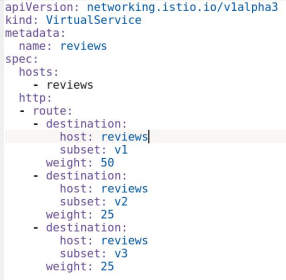 apiVersion: networking.istio.io/v1alpha3
kind: VirtualService
metadata:
  name: reviews
spec:
  hosts:
    - reviews
  http:
  - route:
    - destination:
        host: reviews
        subset: v1
      weight: 50
    - destination:
        host: reviews
        subset: v2
      weight: 25
    - destination:
        host: reviews
        subset: v3
      weight: 25